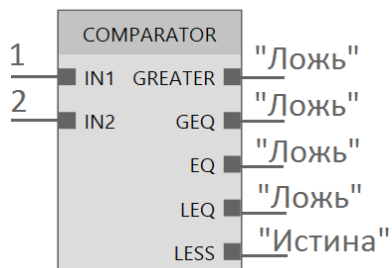 COMPARATOR
1 IN1 GREATER "Ложь"
2 IN2 GEQ "Ложь"
EQ "Ложь"
LEQ "Ложь"
LESS "Истина"